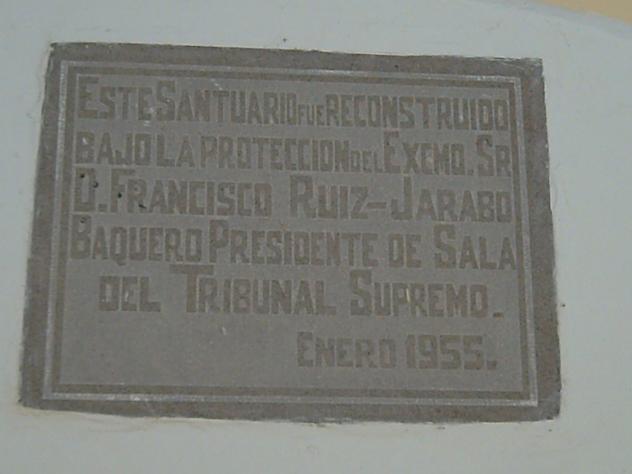 ESTE SANTUARIO FUE RECONSTRUIDO
BAJO LA PROTECCION DEL EXCMO. SR
D. FRANCISCO RUIZ-JARABO
BAQUERO PRESIDENTE DE SALA
DEL TRIBUNAL SUPREMO.
ENERO 1955.